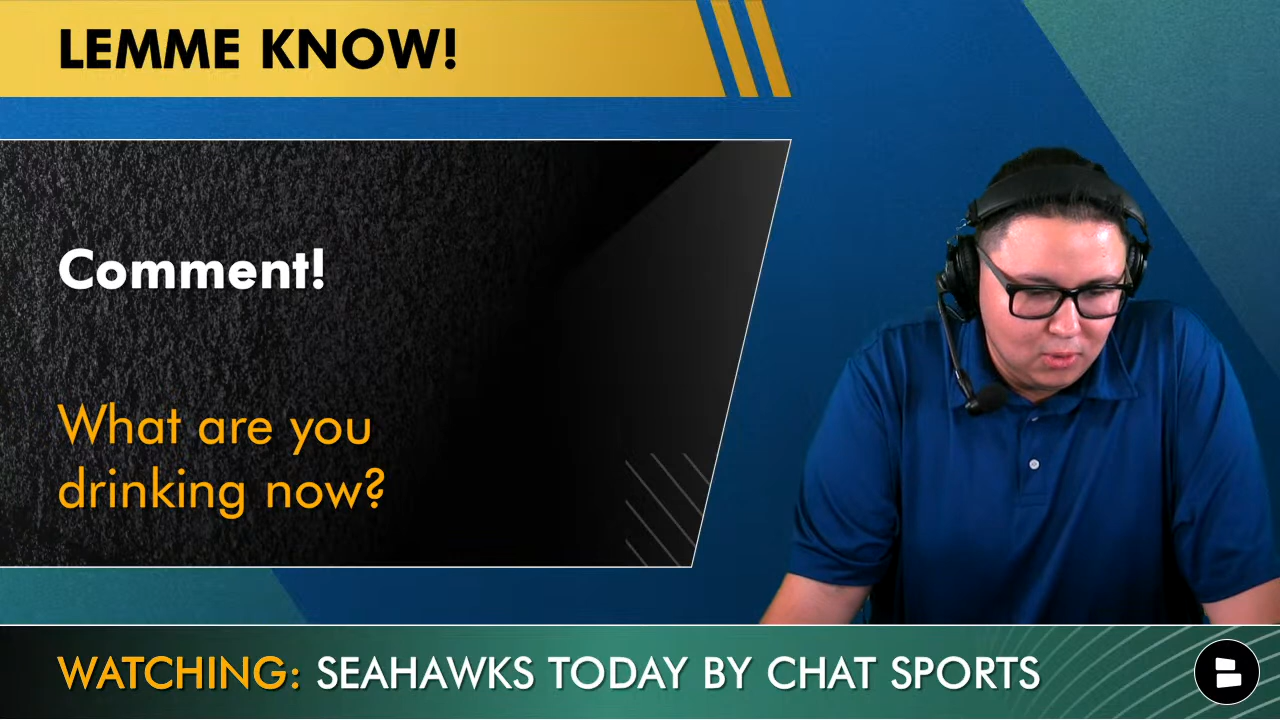 LEMME KNOW!
Comment!
What are you
drinking now?
WATCHING: SEAHAWKS TODAY BY CHAT SPORTS